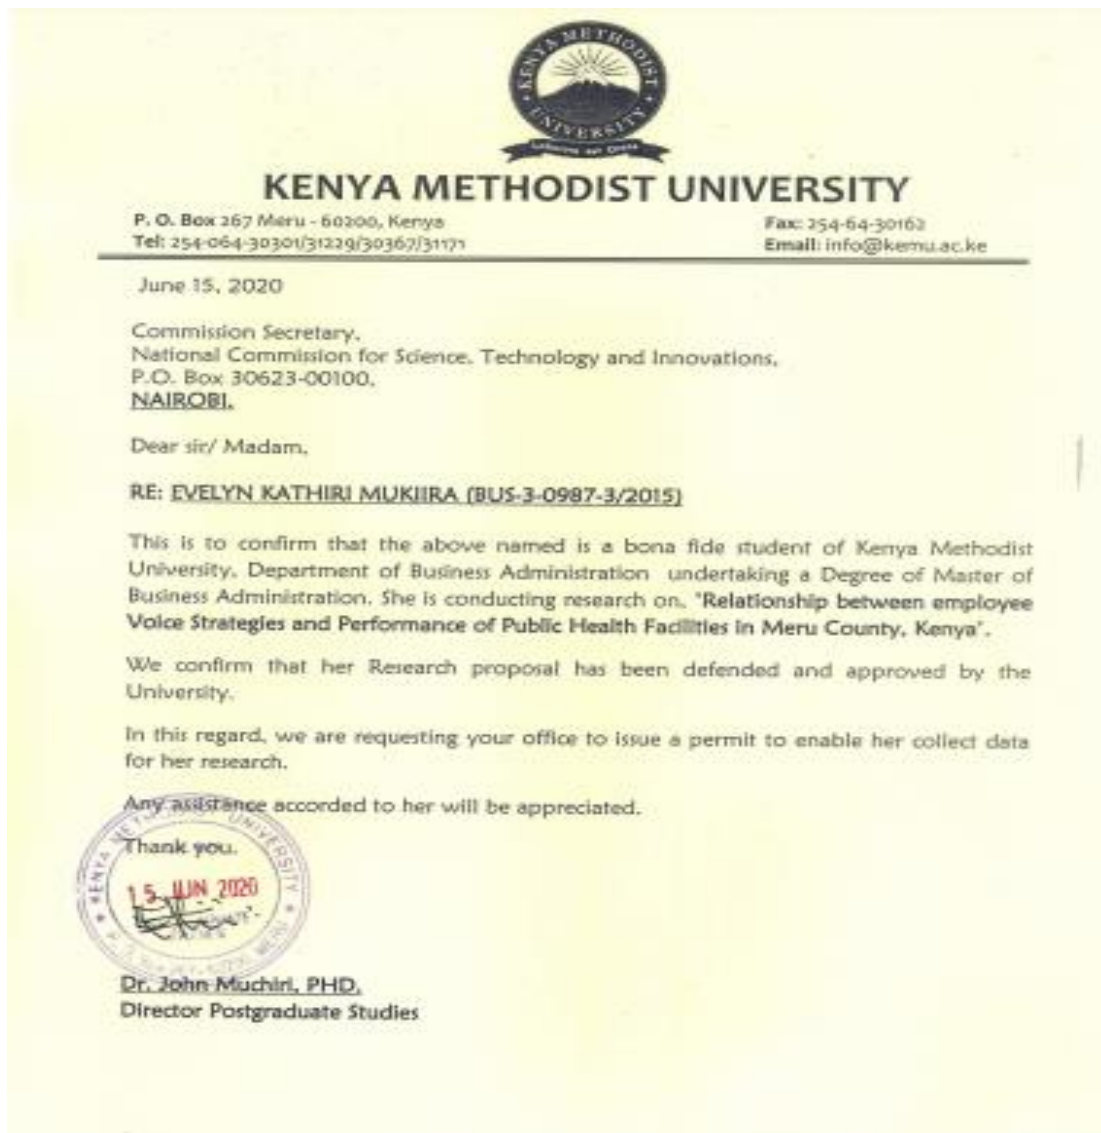 KENYA METHODIST
UNIVERSITY
KENYA METHODIST UNIVERSITY
P. O. Box 267 Meru - 60200, Kenya
Fax: 254-64-30162
Tel: 254-064-30301/31229/30367/31171
Email: info@kemu.ac.ke
June 15, 2020
Commission Secretary,
National Commission for Science, Technology and Innovations,
P.O. Box 30623-00100,
NAIROBI.
Dear sir/ Madam,
RE: EVELYN KATHIRI MUKIIRA (BUS-3-0987-3/2015)
This is to confirm that the above named is a bona fide student of Kenya Methodist
University, Department of Business Administration undertaking a Degree of Master of
Business Administration. She is conducting research on, "Relationship between employee
Voice Strategies and Performance of Public Health Facilities in Meru County, Kenya".
We confirm that her Research proposal has been defended and approved by the
University.
In this regard, we are requesting your office to issue a permit to enable her collect data
for her research.
Any assistance accorded to her will be appreciated.
Thank you.
KENYA METHODIST UNIVERSITY
15 JUN 2020
Dr. John Muchiri, PHD.
Director Postgraduate Studies